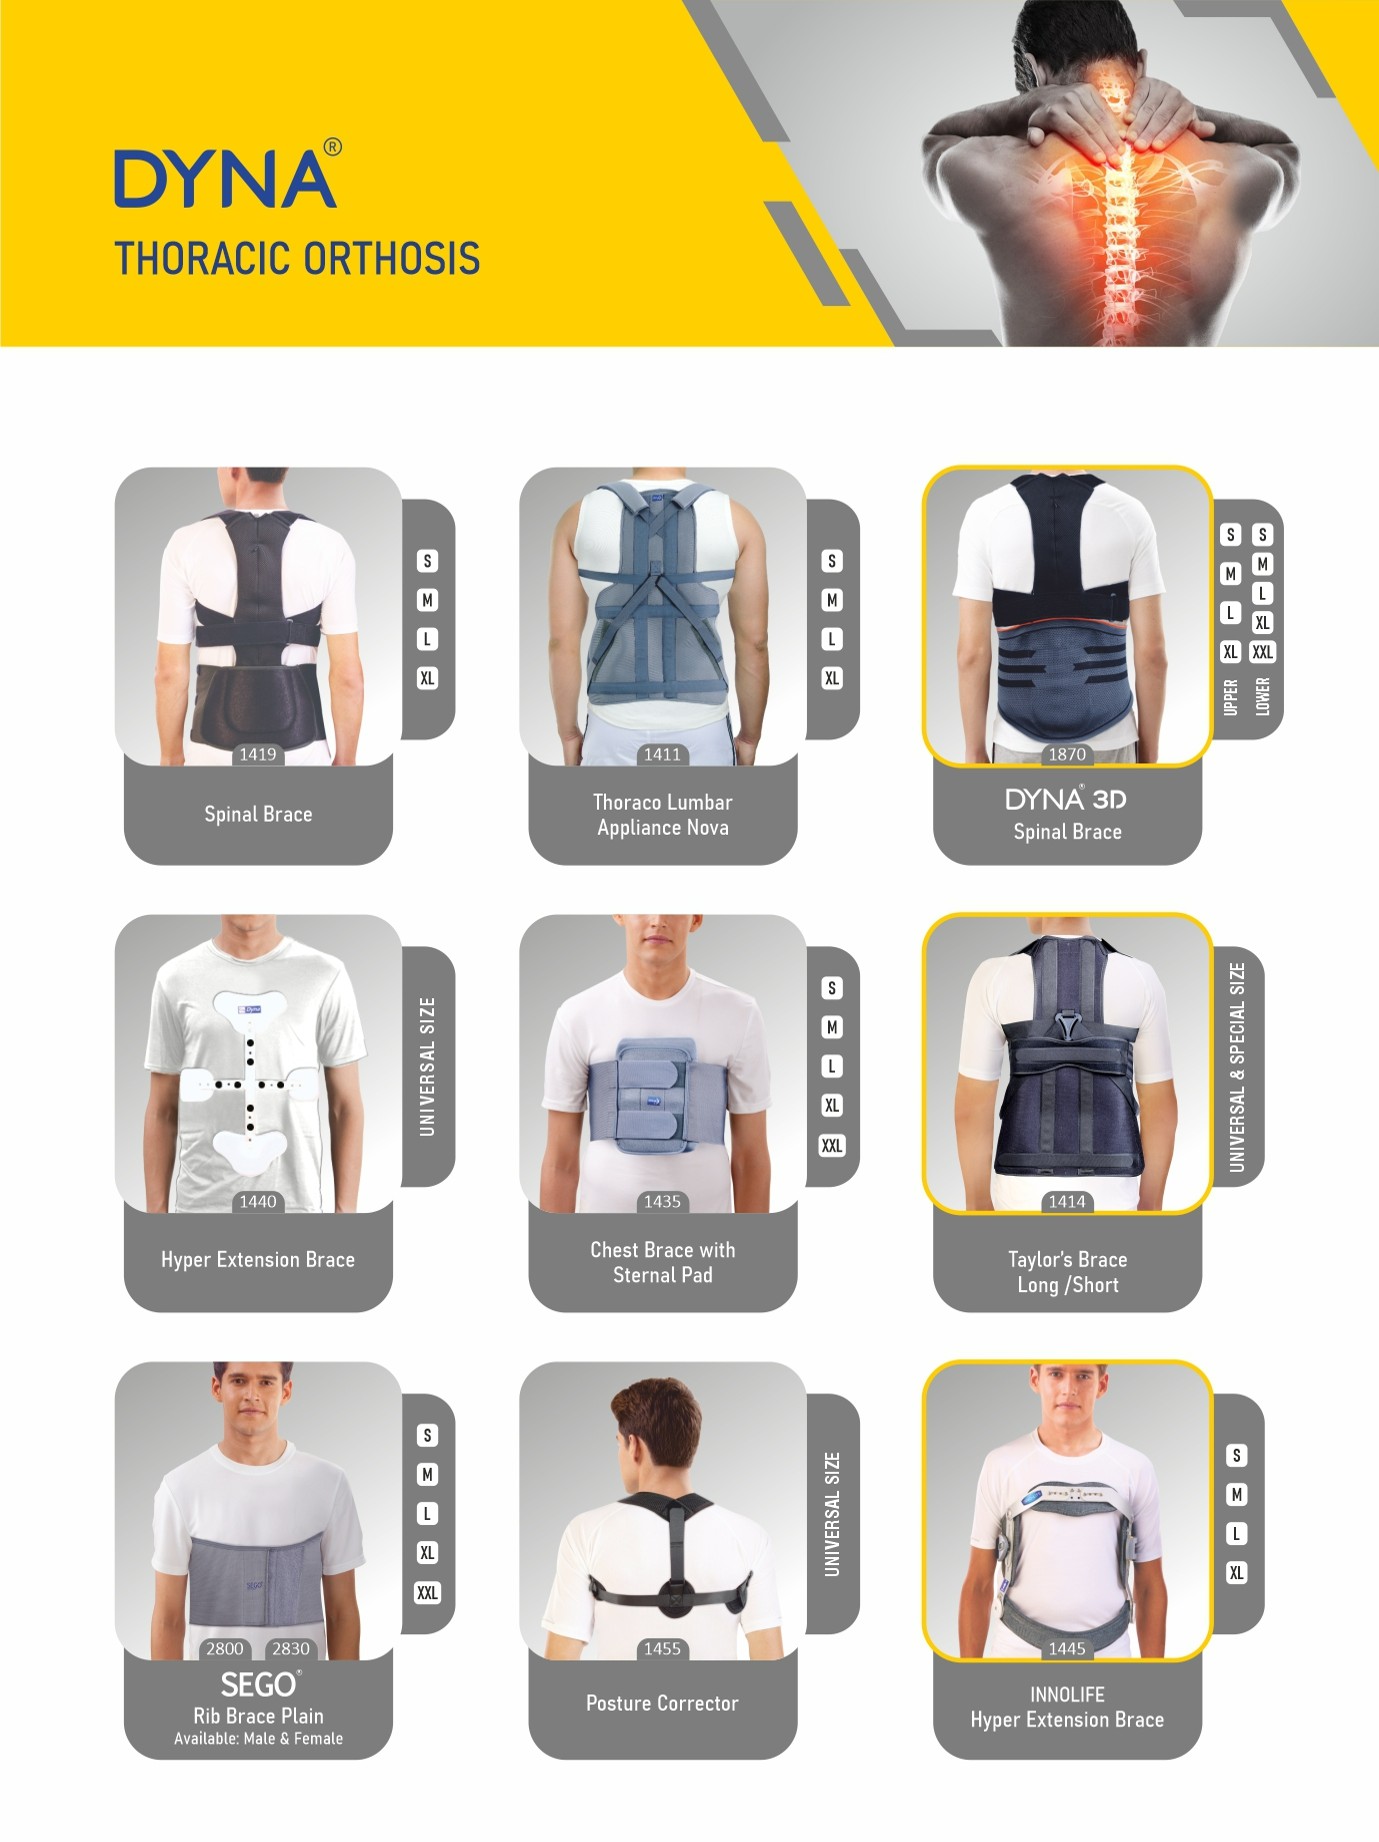 DYNA®
THORACIC ORTHOSIS
S
M
L
XL
1419
Spinal Brace
S
M
L
XL
1411
Thoraco Lumbar
Appliance Nova
S S
M M
L L
XL XL
XXL
UPPER LOWER
1870
DYNA® 3D
Spinal Brace
Dyna
UNIVERSAL SIZE
1440
Hyper Extension Brace
S
M
L
XL
XXL
1435
Chest Brace with
Sternal Pad
UNIVERSAL & SPECIAL SIZE
1414
Taylor's Brace
Long /Short
SEGO
S
M
L
XL
XXL
2800 2830
SEGO®
Rib Brace Plain
Available: Male & Female
UNIVERSAL SIZE
1455
Posture Corrector
S
M
L
XL
1445
INNOLIFE
Hyper Extension Brace